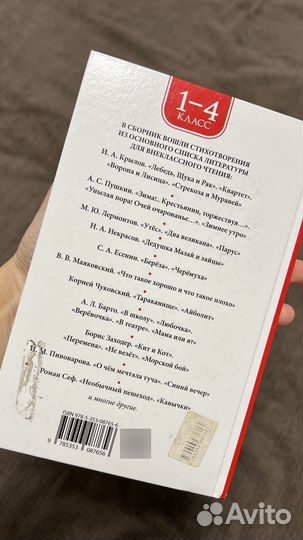 1–4
КЛАСС
В СБОРНИК ВОШЛИ СТИХОТВОРЕНИЯ
ИЗ ОСНОВНОГО СПИСКА ЛИТЕРАТУРЫ
ДЛЯ ВНЕКЛАССНОГО ЧТЕНИЯ:
И. А. Крылов. «Лебедь, Щука и Рак». «Квартет».
«Ворона и Лисица». «Стрекоза и Муравей»
А. С. Пушкин. «Зима!.. Крестьянин, торжествуя...».
«Унылая пора! Очей очарованье...». «Зимнее утро»
М. Ю. Лермонтов. «Утёс». «Два великана». «Парус»
Н. А. Некрасов. «Дедушка Мазай и зайцы»
С. А. Есенин. «Берёза». «Черёмуха»
В. В. Маяковский. «Что такое хорошо и что такое плохо»
Корней Чуковский. «Тараканище». «Айболит»
А. Л. Барто. «В школу». «Любочка».
«Верёвочка». «В театре». «Мама или я?»
Борис Заходер. «Кит и Кот».
«Перемена». «Не везёт». «Морской бой»
И. М. Пивоварова. «О чём мечтала туча». «Синий вечер»
Роман Сеф. «Необычный пешеход». «Кавычки»
и многие другие.
ISBN 978-5-353-08765-6
9 785353 087656
Avito